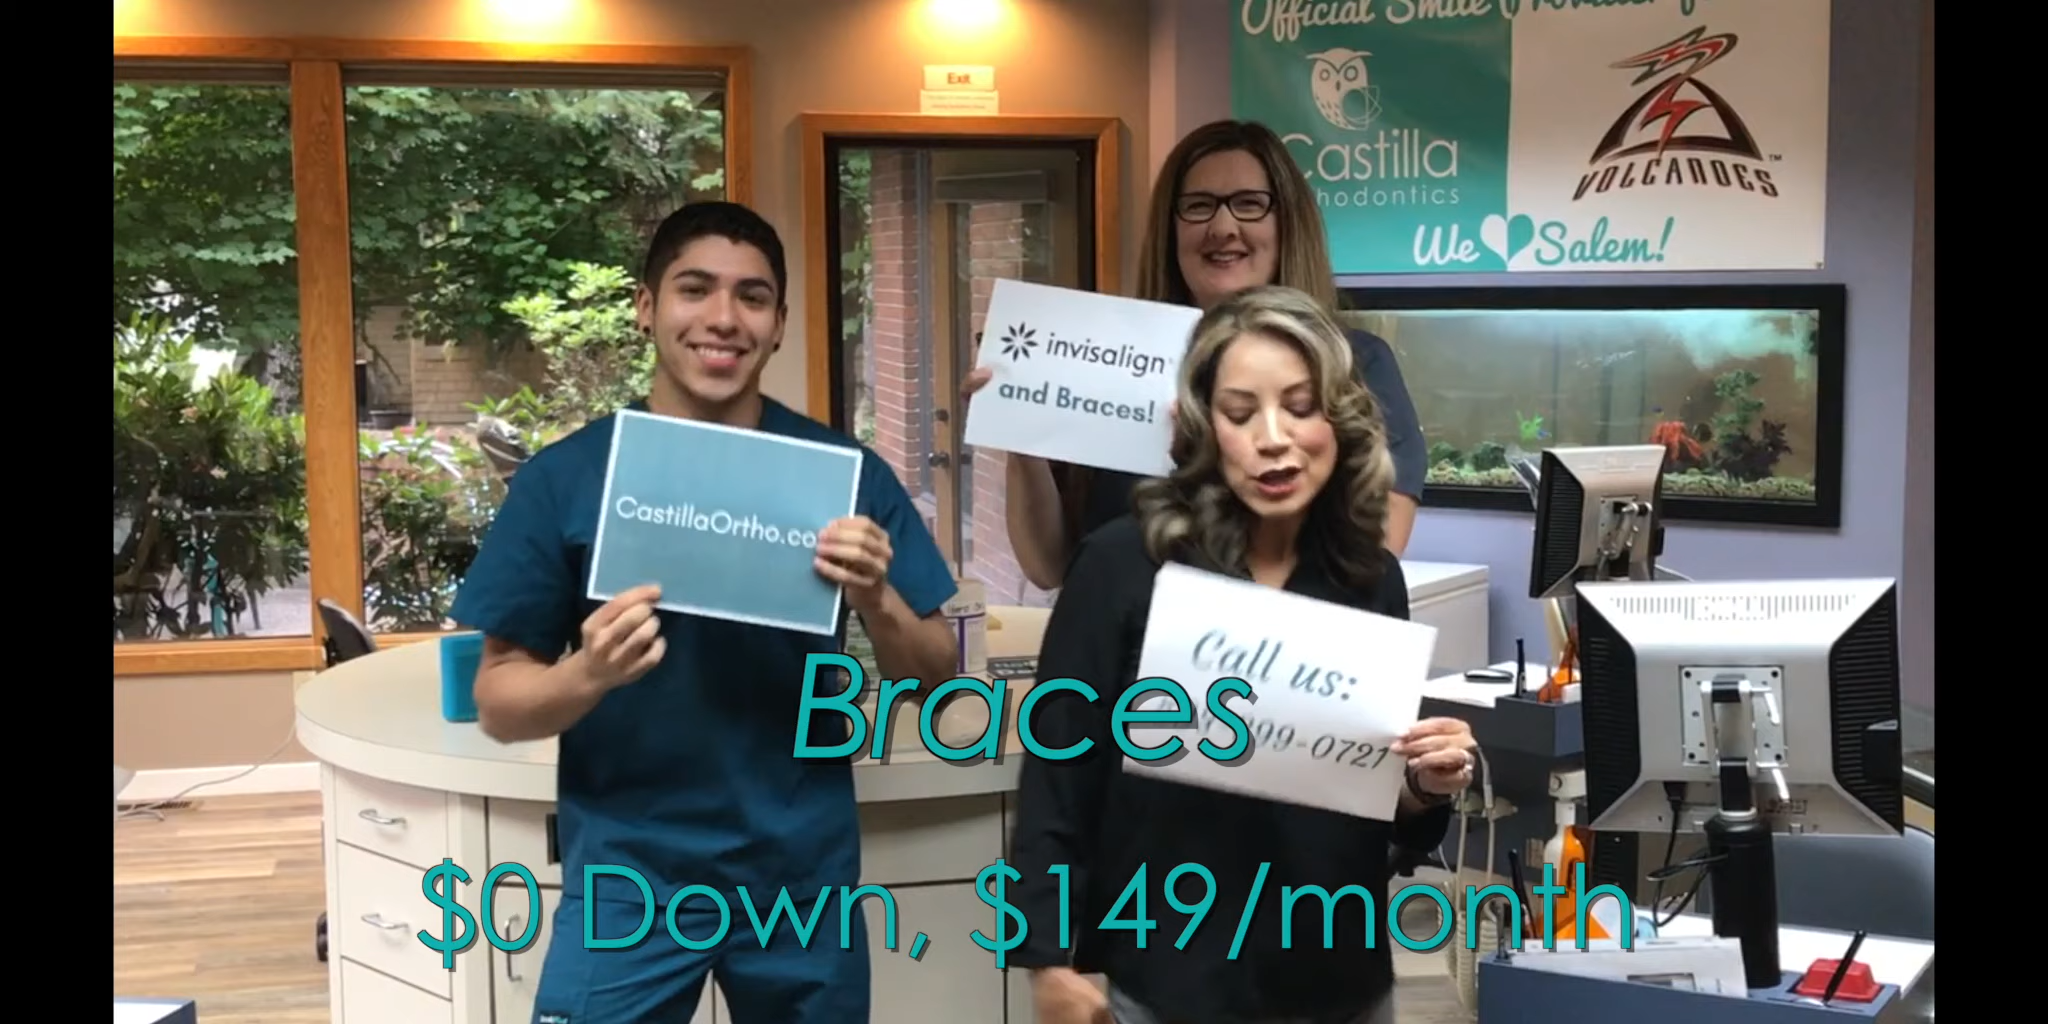 Official Smile
Exit
Castilla
hodontics
VOLCANOES™
We Salem!
invisalign
and Braces!
CastillaOrtho.co
Call us:
99-0721
Braces
$0 Down, $149/month